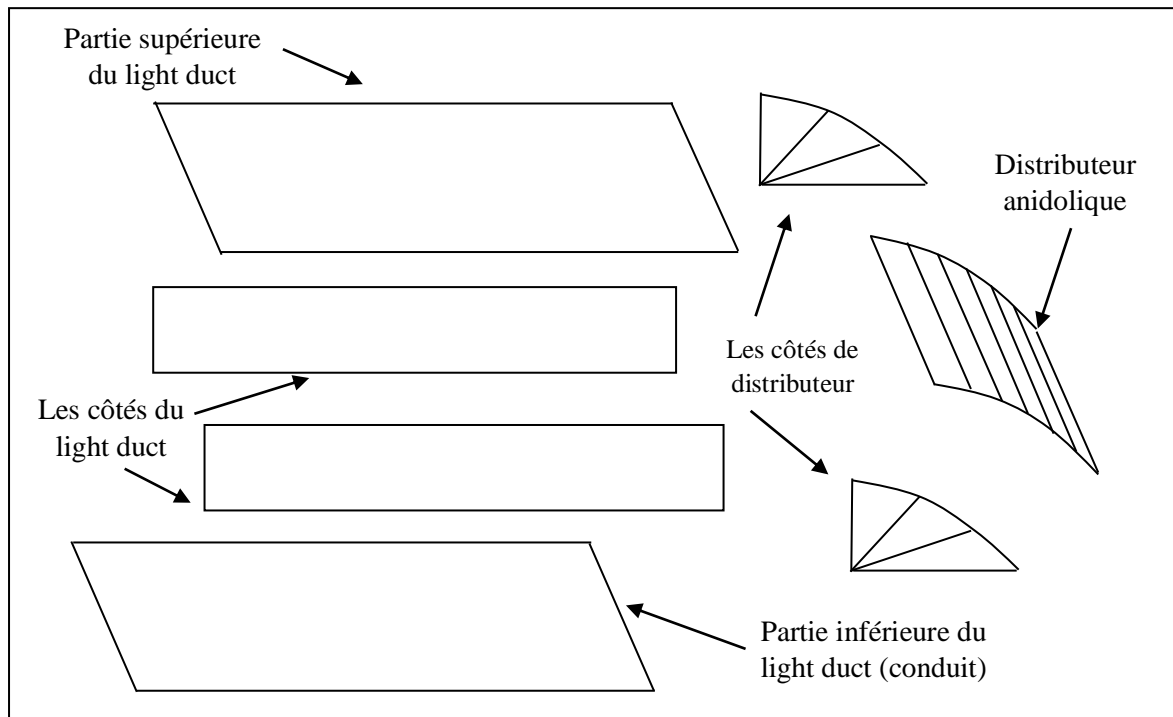 Partie supérieure
du light duct
Distributeur
anidolique
Les côtés de
distributeur
Les côtés du
light duct
Partie inférieure du
light duct (conduit)